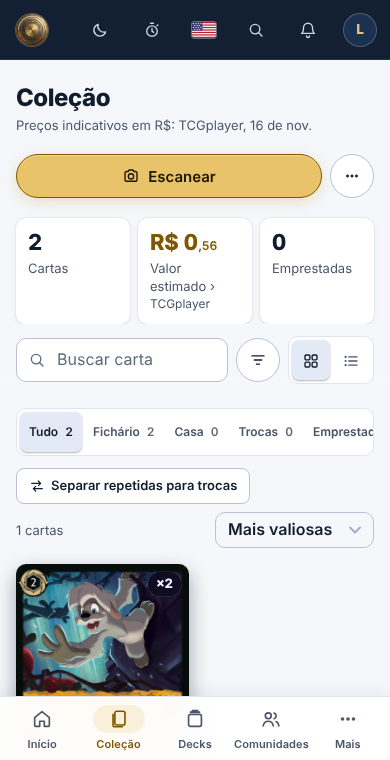 L
Coleção
Preços indicativos em R$: TCGplayer, 16 de nov.
Escanear
2
Cartas
R$ 0,56
Valor
estimado ›
TCGplayer
0
Emprestadas
Buscar carta
Tudo 2 Fichário 2 Casa 0 Trocas 0 Emprestad
Separar repetidas para trocas
1 cartas
Mais valiosas
2
×2
Início Coleção Decks Comunidades Mais